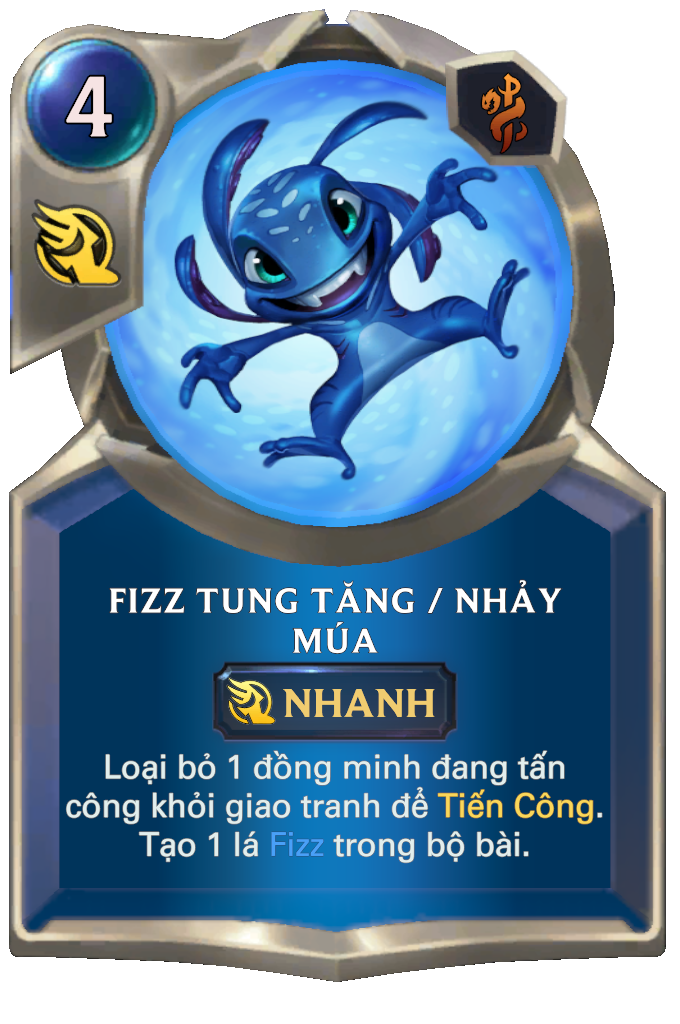 4
FIZZ TUNG TĂNG / NHẢY
MÚA
NHANH
Loại bỏ 1 đồng minh đang tấn
công khỏi giao tranh để Tiến Công.
Tạo 1 lá Fizz trong bộ bài.